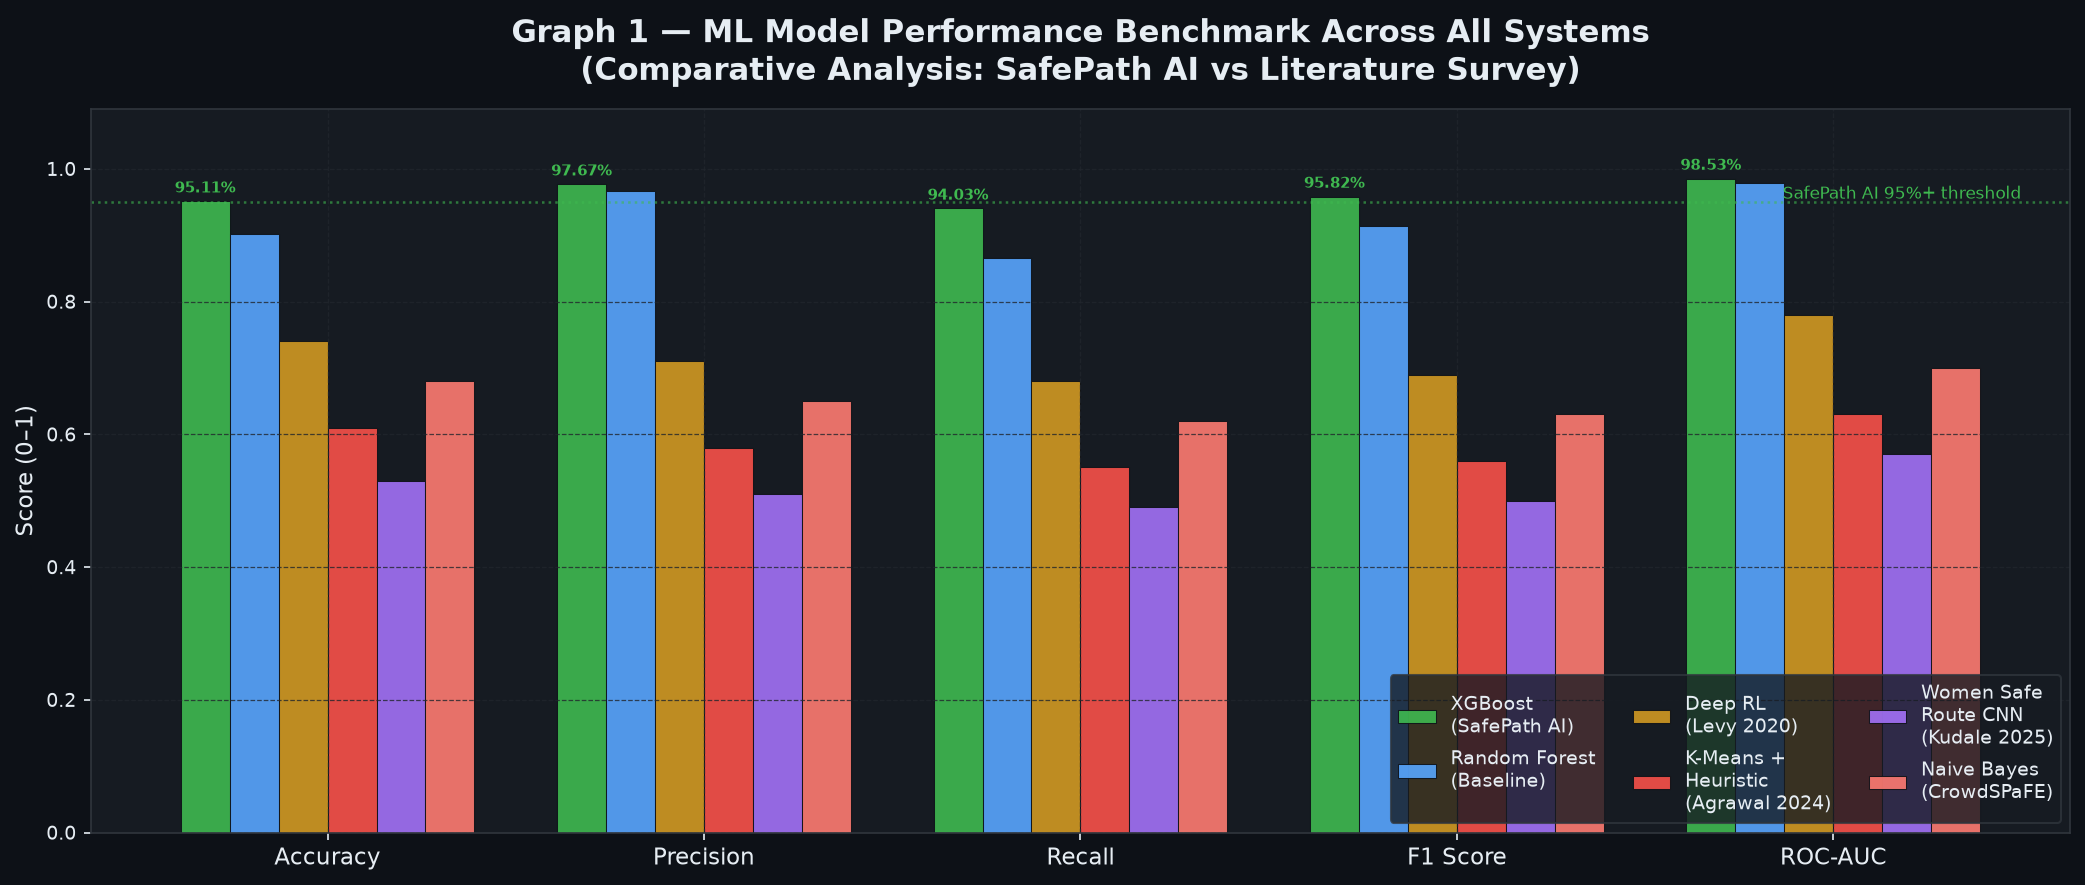 Graph 1 — ML Model Performance Benchmark Across All Systems
(Comparative Analysis: SafePath AI vs Literature Survey)
Score (0–1)
1.0
0.8
0.6
0.4
0.2
0.0
95.11%
97.67%
94.03%
95.82%
98.53%
SafePath AI 95%+ threshold
Accuracy
Precision
Recall
F1 Score
ROC-AUC
XGBoost
(SafePath AI)
Random Forest
(Baseline)
Deep RL
(Levy 2020)
K-Means +
Heuristic
(Agrawal 2024)
Women Safe
Route CNN
(Kudale 2025)
Naive Bayes
(CrowdSPaFE)